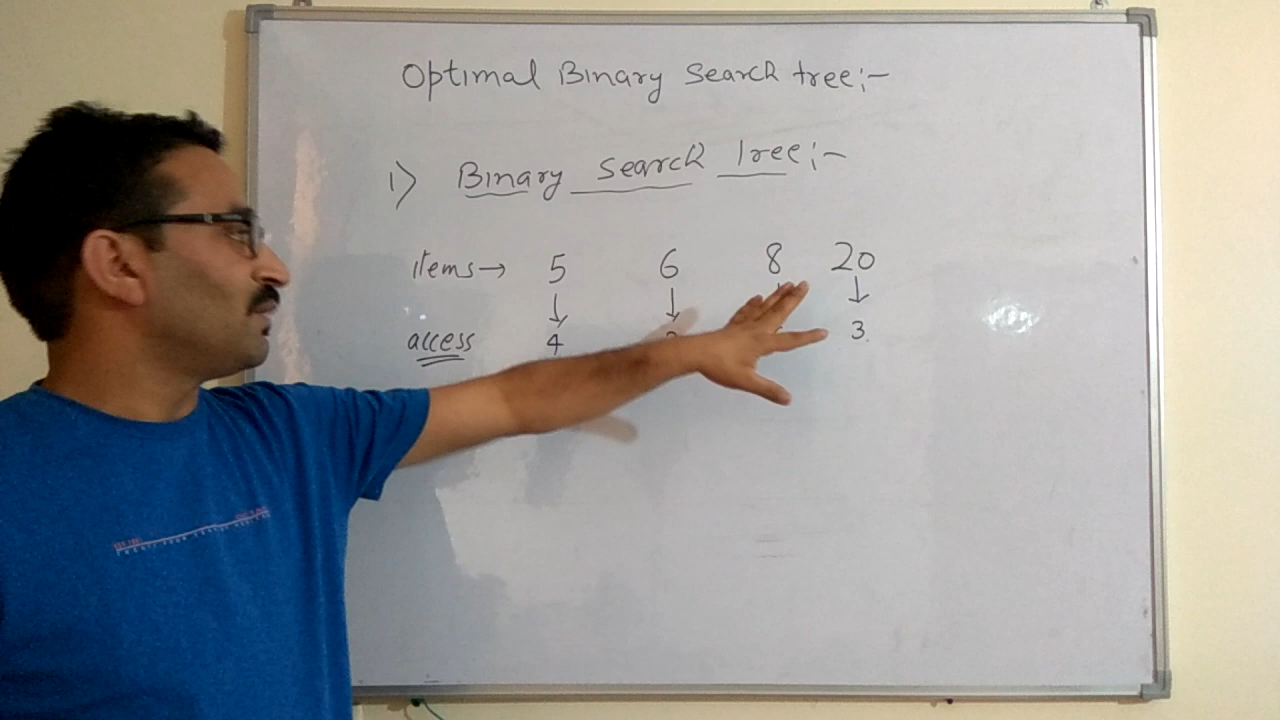 Optimal Binary Search tree:-
1) Binary Search Tree:-
items→ 5 6 8 20
access 4 3